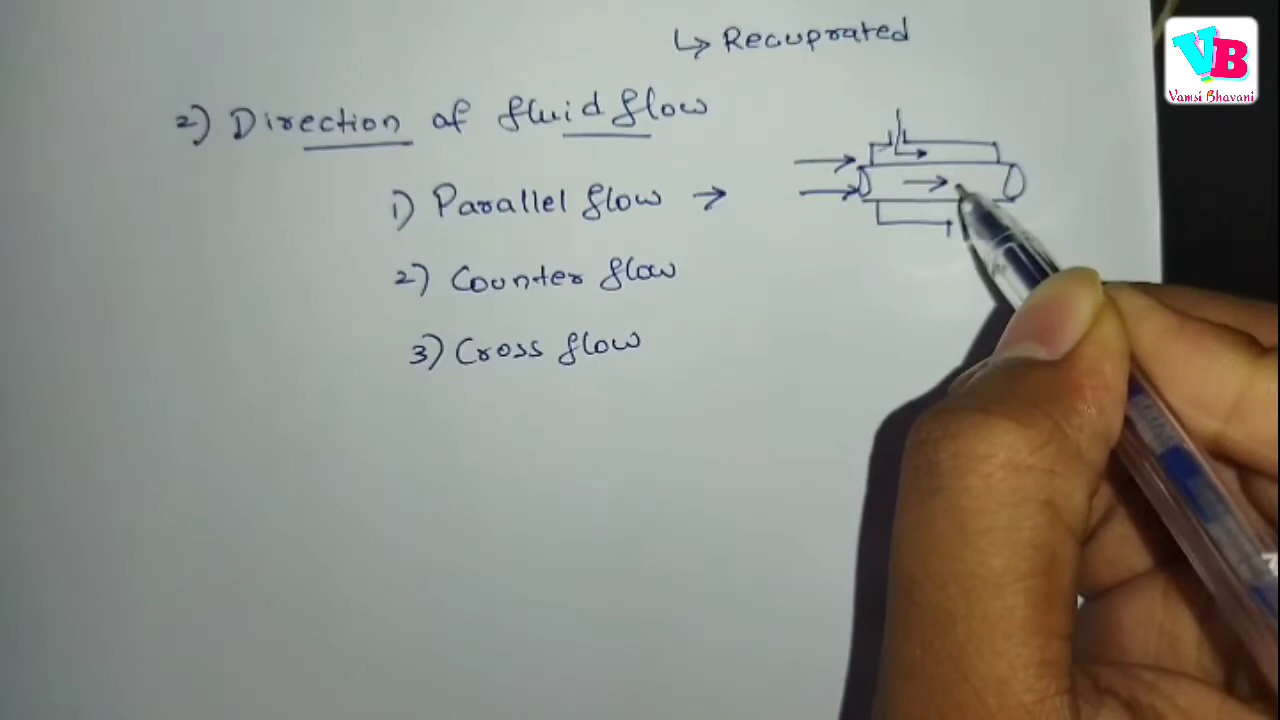 ↳ Recuprated
VB
Vamsi Bhavani
2) Direction of fluid flow
1) Parallel flow →
2) Counter flow
3) Cross flow